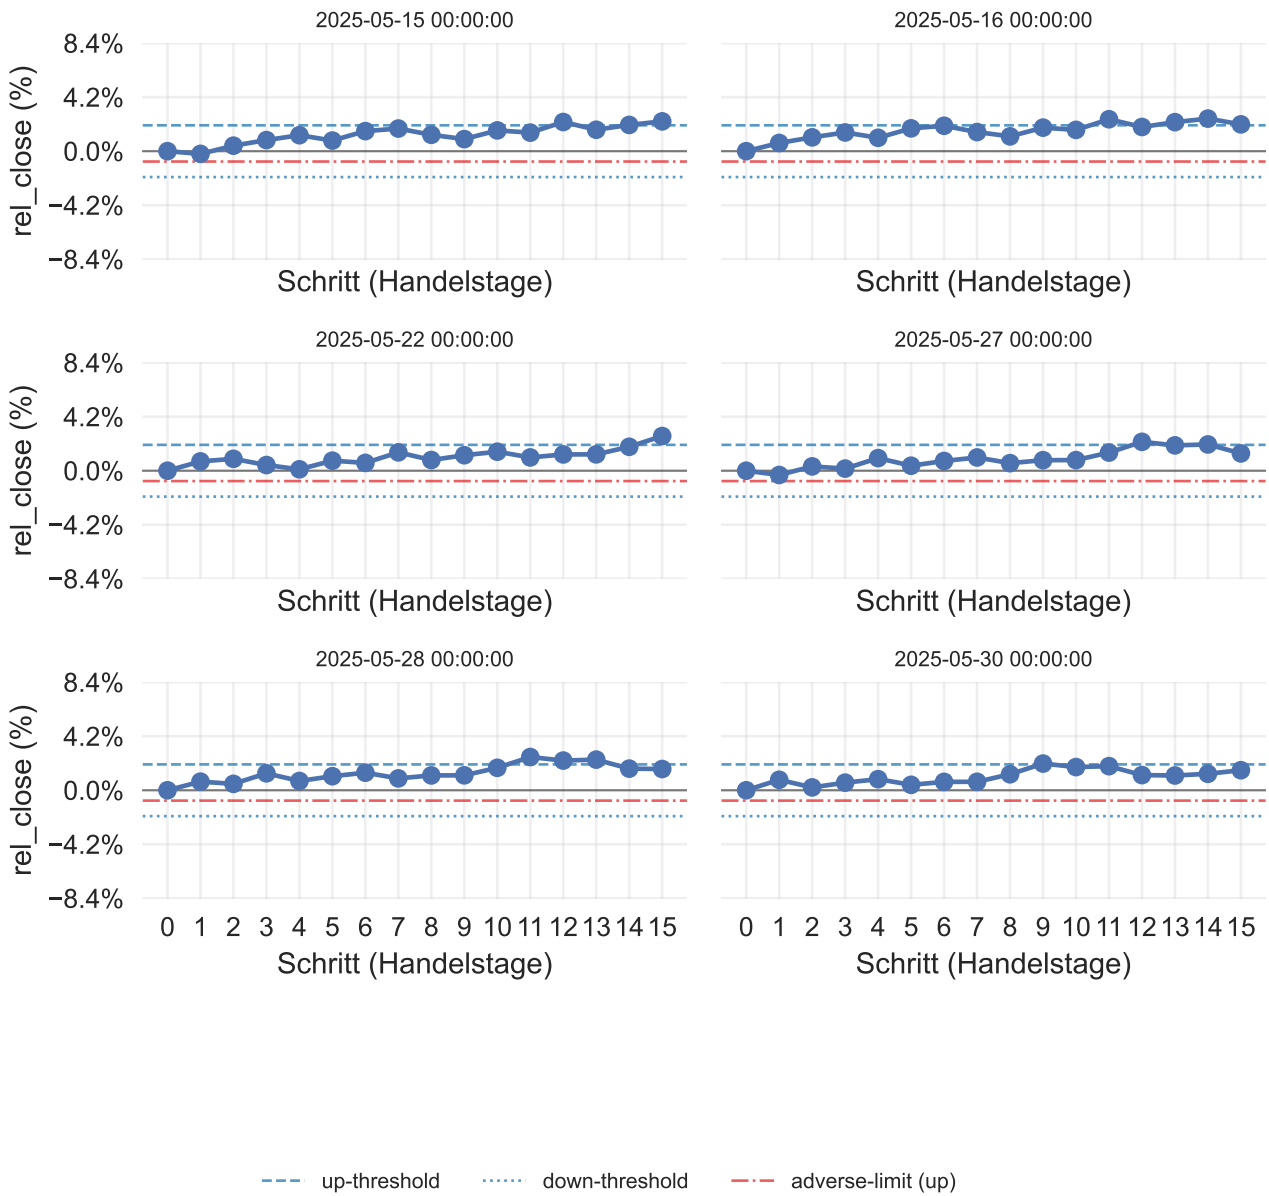 2025-05-15 00:00:00
2025-05-16 00:00:00
8.4%
4.2%
0.0%
−4.2%
−8.4%
rel_close (%)
Schritt (Handelstage)
Schritt (Handelstage)
2025-05-22 00:00:00
2025-05-27 00:00:00
8.4%
4.2%
0.0%
−4.2%
−8.4%
rel_close (%)
Schritt (Handelstage)
Schritt (Handelstage)
2025-05-28 00:00:00
2025-05-30 00:00:00
8.4%
4.2%
0.0%
−4.2%
−8.4%
rel_close (%)
0 1 2 3 4 5 6 7 8 9 10 11 12 13 14 15
0 1 2 3 4 5 6 7 8 9 10 11 12 13 14 15
Schritt (Handelstage)
Schritt (Handelstage)
up-threshold
down-threshold
adverse-limit (up)